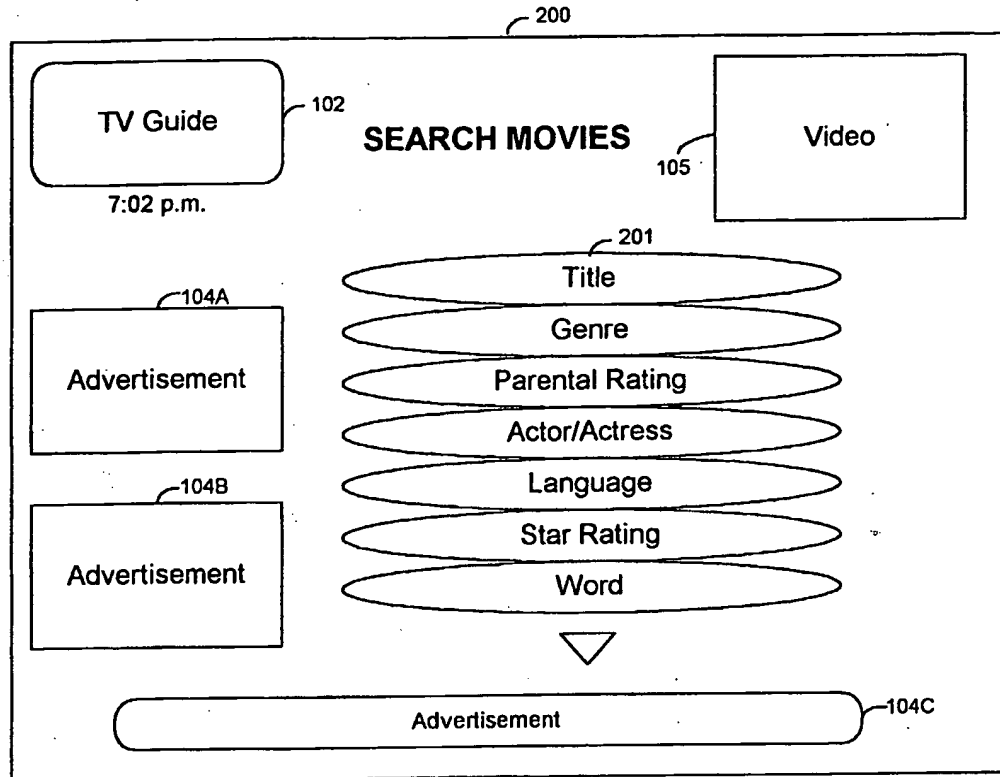 200
TV Guide
102
SEARCH MOVIES
Video
105
7:02 p.m.
201
Title
104A
Genre
Advertisement
Parental Rating
Actor/Actress
104B
Language
Advertisement
Star Rating
Word
Advertisement
104C